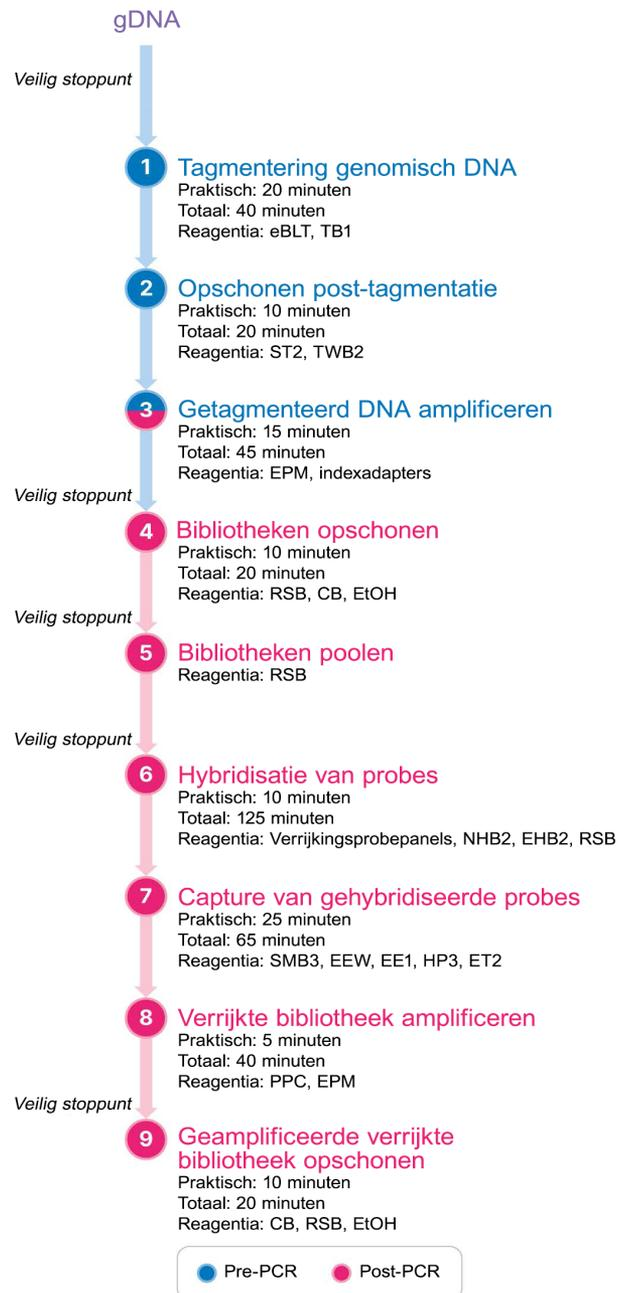 gDNA
Veilig stoppunt
1 Tagmentering genomisch DNA
Praktisch: 20 minuten
Totaal: 40 minuten
Reagentia: eBLT, TB1
2 Opschonen post-tagmentatie
Praktisch: 10 minuten
Totaal: 20 minuten
Reagentia: ST2, TWB2
3 Getagmenteerd DNA amplificeren
Praktisch: 15 minuten
Totaal: 45 minuten
Reagentia: EPM, indexadapters
Veilig stoppunt
4 Bibliotheken opschonen
Praktisch: 10 minuten
Totaal: 20 minuten
Reagentia: RSB, CB, EtOH
Veilig stoppunt
5 Bibliotheken poolen
Reagentia: RSB
Veilig stoppunt
6 Hybridisatie van probes
Praktisch: 10 minuten
Totaal: 125 minuten
Reagentia: Verrijkingsprobepanels, NHB2, EHB2, RSB
7 Capture van gehybridiseerde probes
Praktisch: 25 minuten
Totaal: 65 minuten
Reagentia: SMB3, EEW, EE1, HP3, ET2
8 Verrijkte bibliotheek amplificeren
Praktisch: 5 minuten
Totaal: 40 minuten
Reagentia: PPC, EPM
Veilig stoppunt
9 Geamplificeerde verrijkte
bibliotheek opschonen
Praktisch: 10 minuten
Totaal: 20 minuten
Reagentia: CB, RSB, EtOH
Pre-PCR Post-PCR